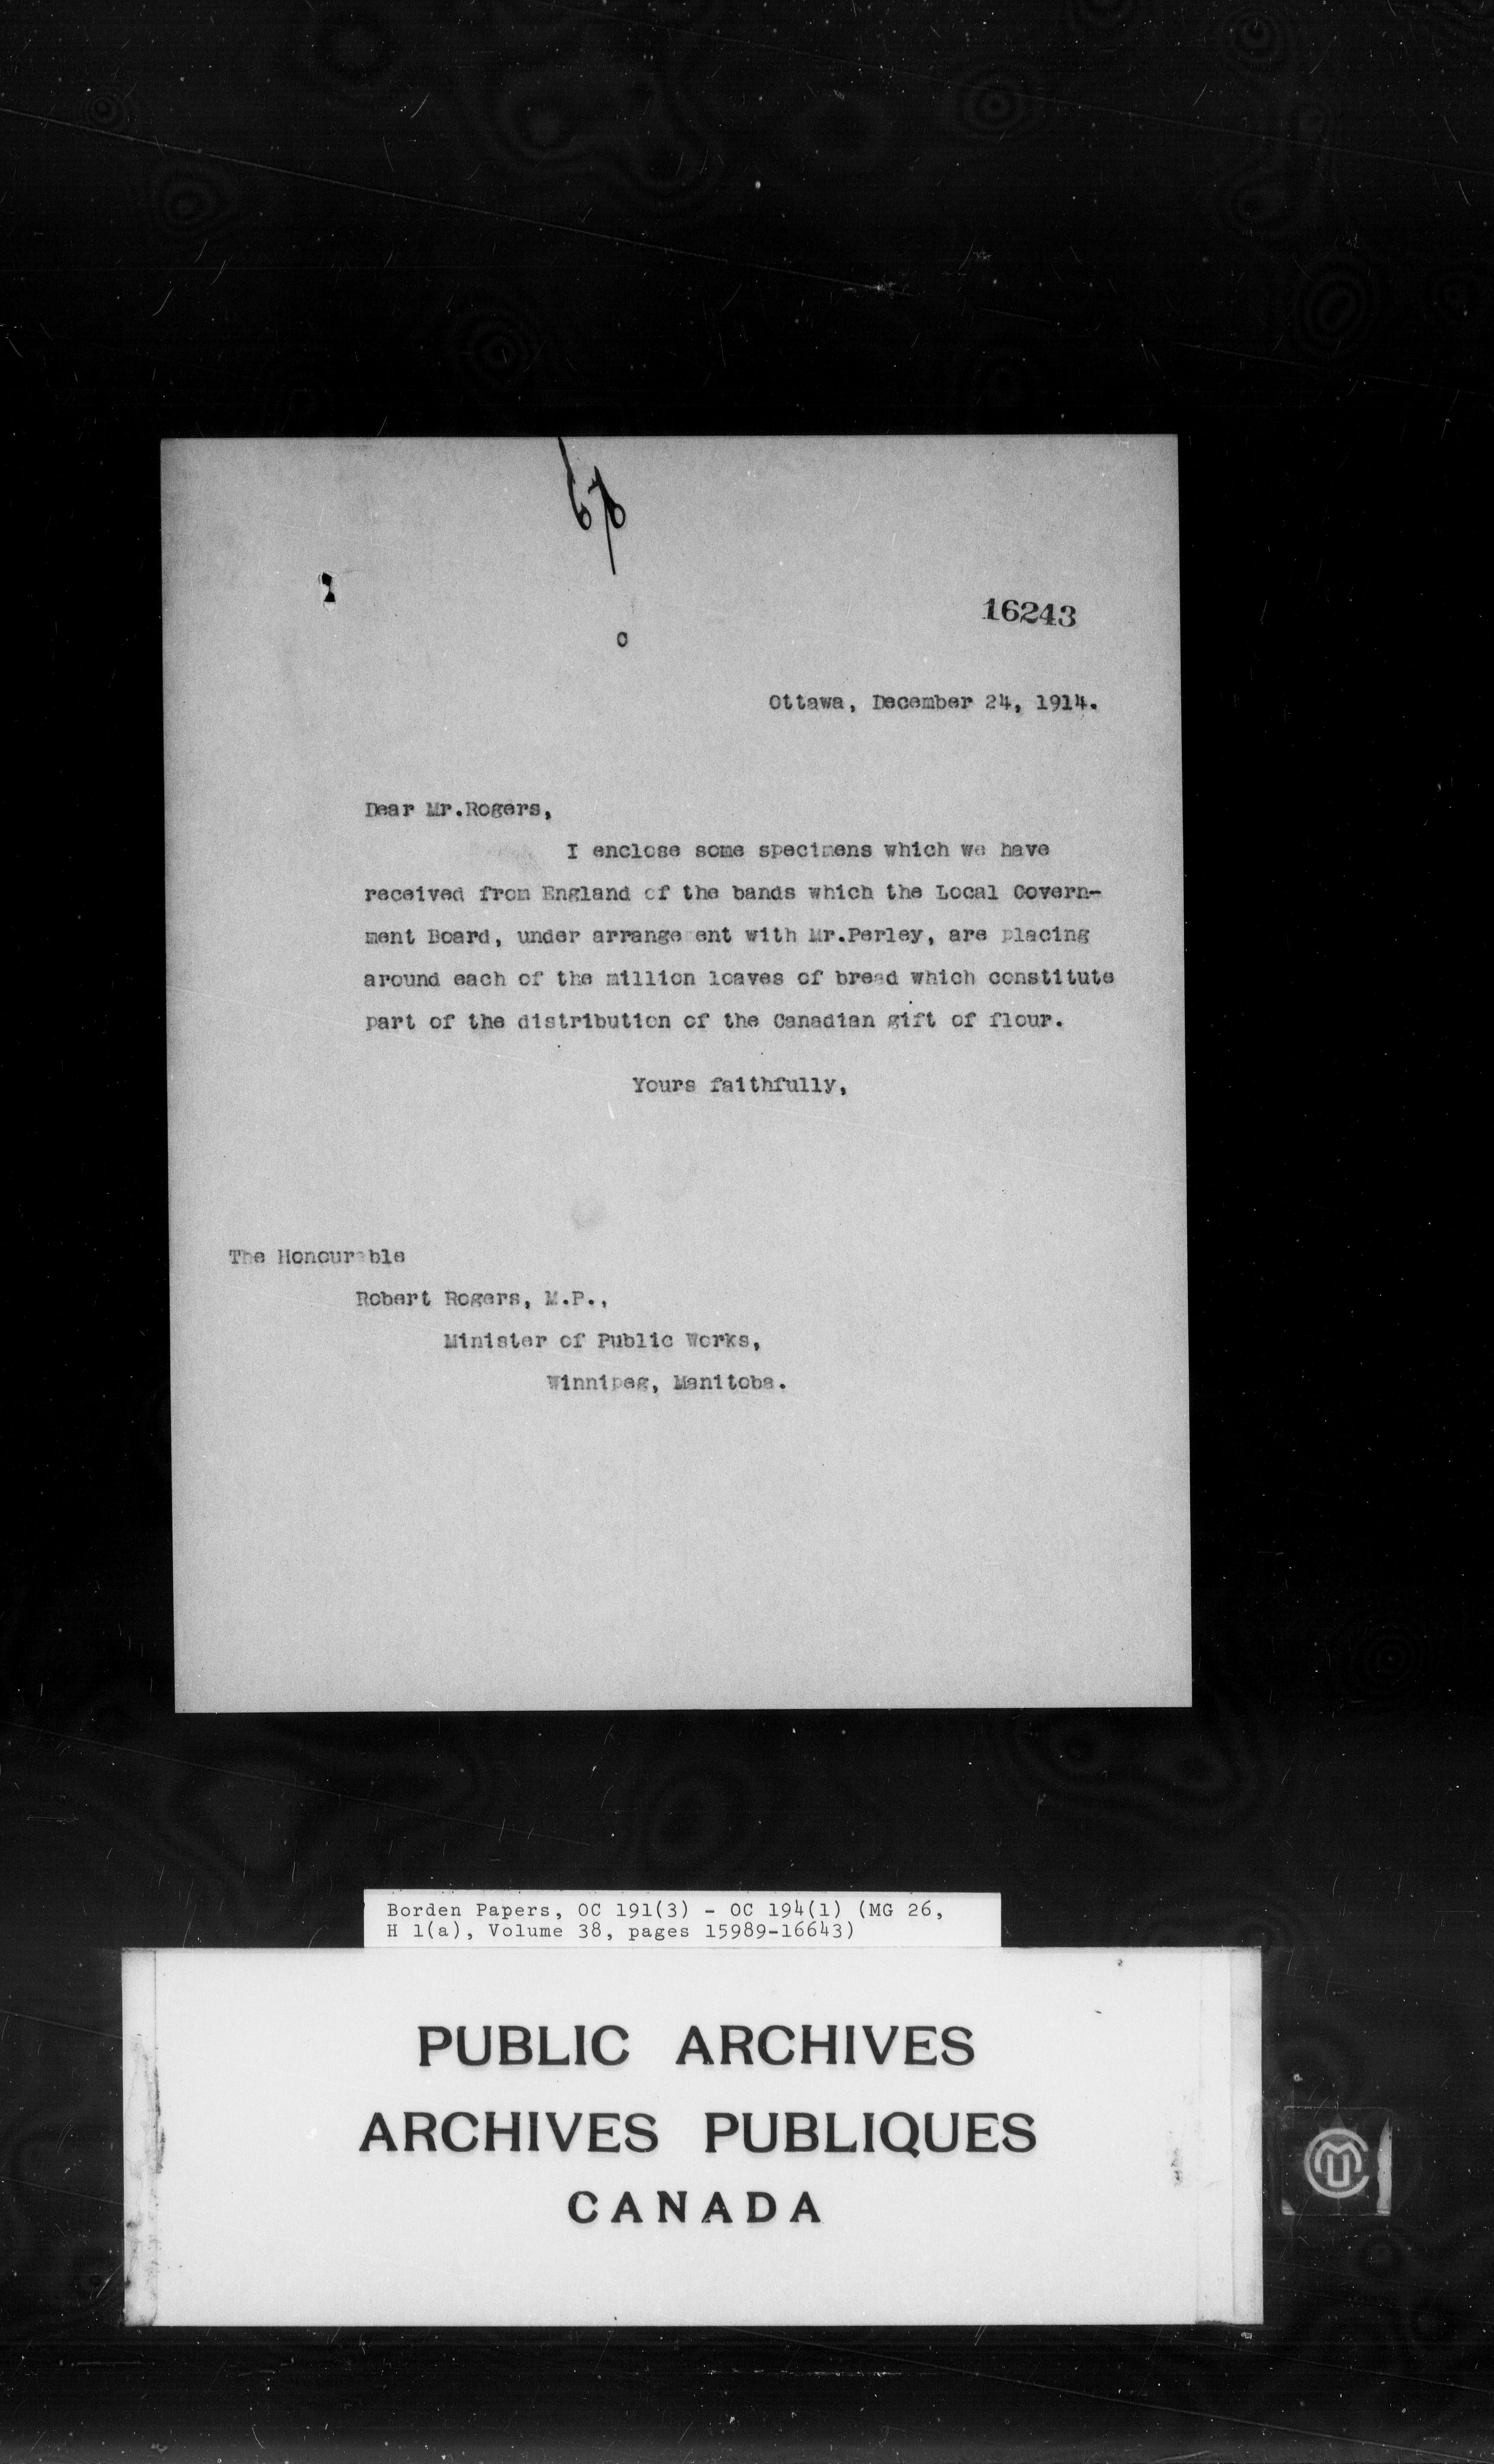 16243
Ottawa, December 24, 1914.
Dear Mr.Rogers,
I enclose some specimens which we have
received from England of the bands which the Local Govern-
ment Board, under arrange ent with Mr.Perley, are placing
around each of the million loaves of bread which constitute
part of the distribution of the Canadian gift of flour.
Yours faithfully,
The Honourable
Robert Rogers, M.P.,
Minister of Public Works,
Winnipeg, Manitoba.
Borden Papers, OC 191(3) - OC 194(1) (MG 26,
H 1(a), Volume 38, pages 15989-16643)
PUBLIC ARCHIVES
ARCHIVES PUBLIQUES
CANADA